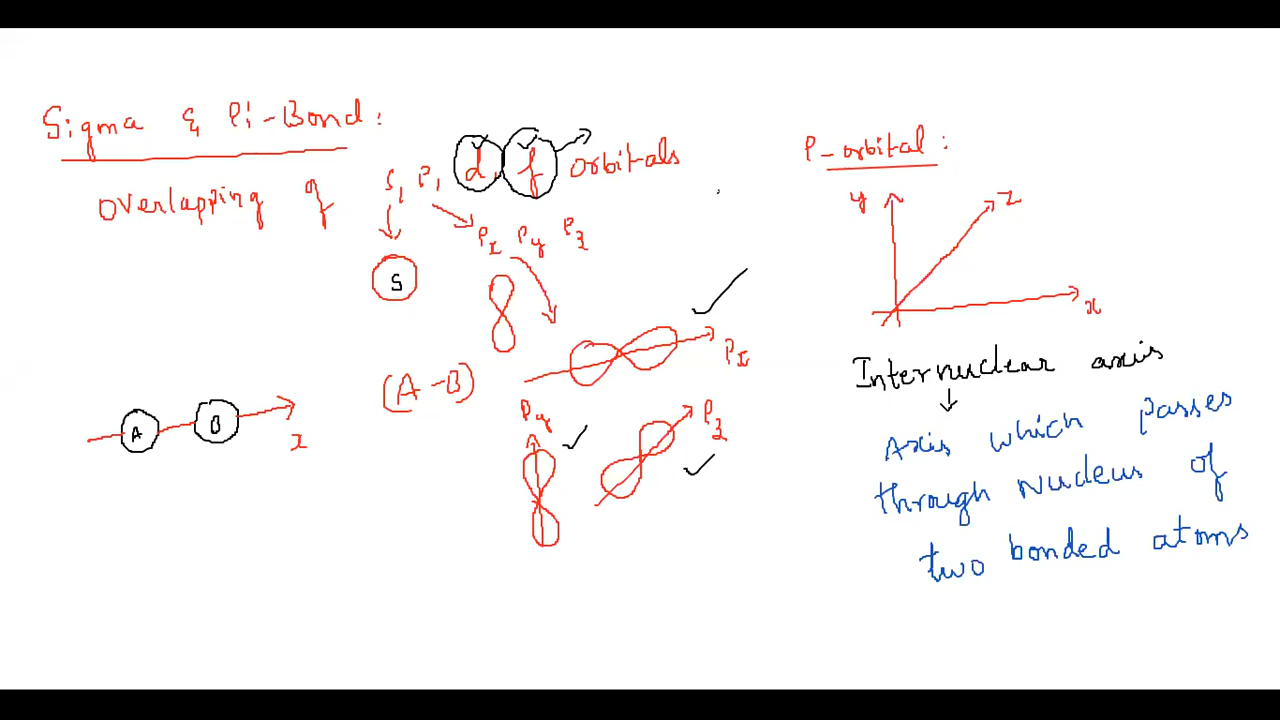 Sigma & Pi-Bond:
Overlapping of s, p, d, f orbitals
Px Py Pz
S
Px
(A-B)
Py
Pz
A B
x
P-orbital:
y
z
x
Internuclear axis
Axis which passes
through Nucleus of
two bonded atoms